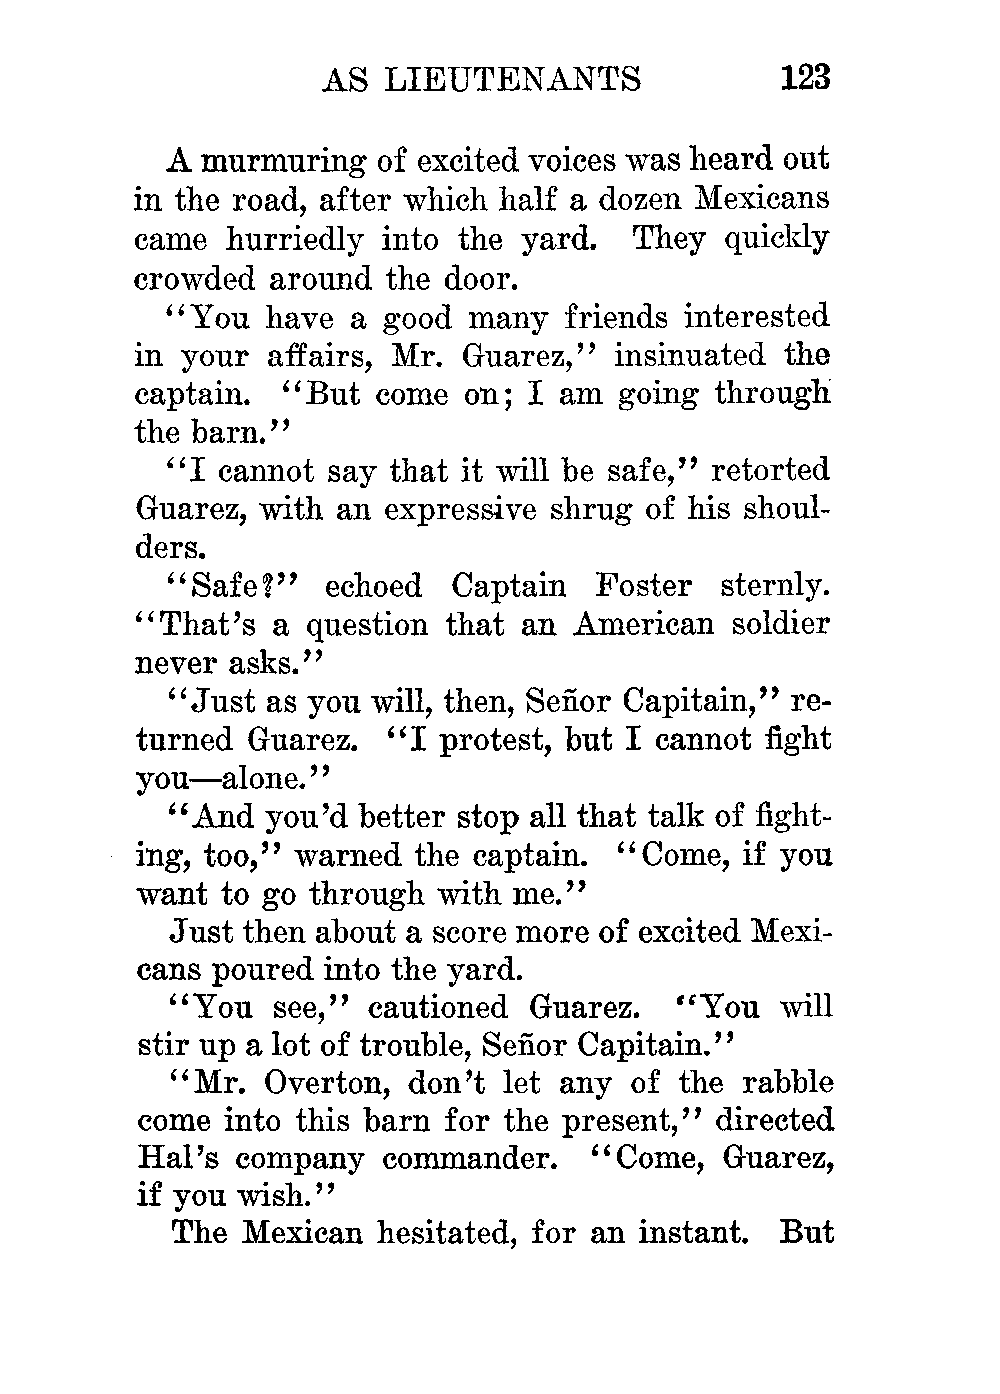 AS LIEUTENANTS 123
A murmuring of excited voices was heard out
in the road, after which half a dozen Mexicans
came hurriedly into the yard. They quickly
crowded around the door.
"You have a good many friends interested
in your affairs, Mr. Guarez," insinuated the
captain. "But come on; I am going through
the barn."
"I cannot say that it will be safe," retorted
Guarez, with an expressive shrug of his shoul-
ders.
"Safe?" echoed Captain Foster sternly.
"That's a question that an American soldier
never asks."
"Just as you will, then, Señor Capitain," re-
turned Guarez. "I protest, but I cannot fight
you—alone."
"And you'd better stop all that talk of fight-
ing, too," warned the captain. "Come, if you
want to go through with me."
Just then about a score more of excited Mexi-
cans poured into the yard.
"You see," cautioned Guarez. "You will
stir up a lot of trouble, Señor Capitain."
"Mr. Overton, don't let any of the rabble
come into this barn for the present," directed
Hal's company commander. "Come, Guarez,
if you wish."
The Mexican hesitated, for an instant. But